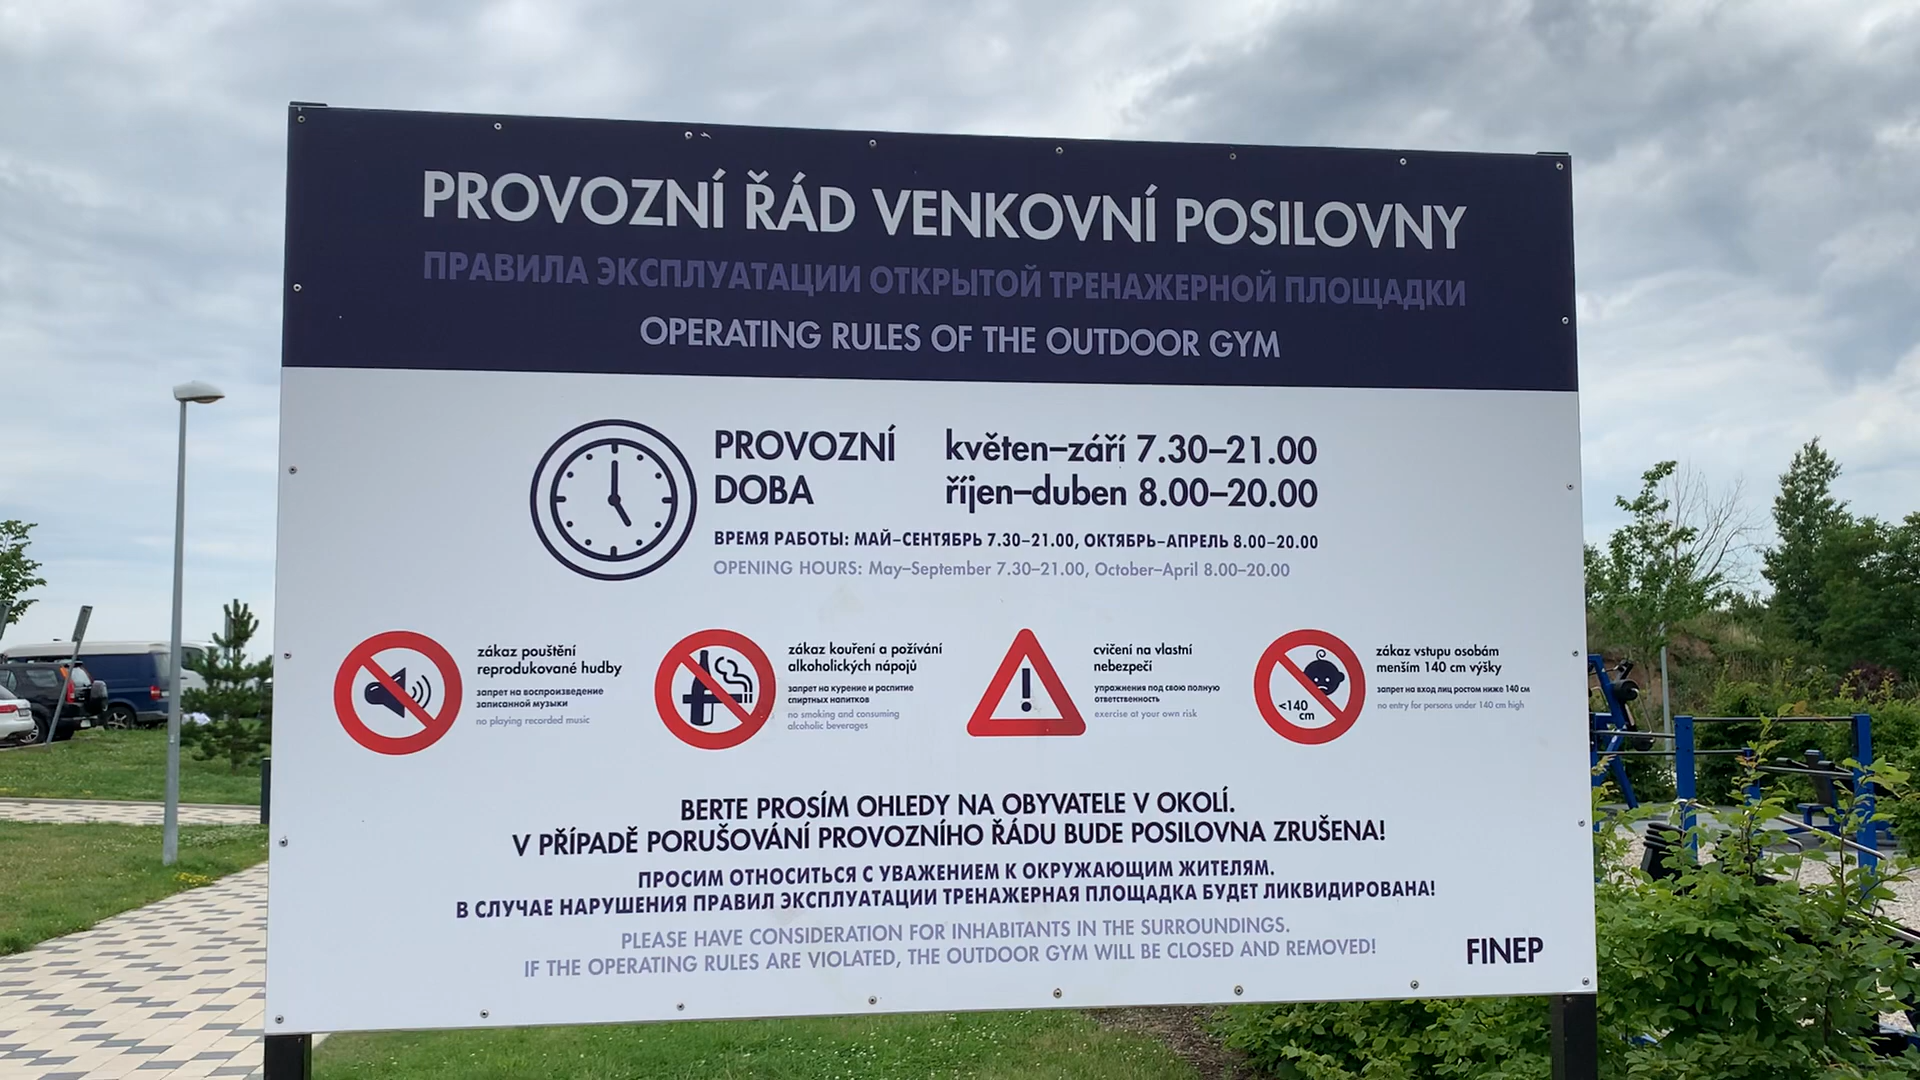 PROVOZNÍ ŘÁD VENKOVNÍ POSILOVNY
ПРАВИЛА ЭКСПЛУАТАЦИИ ОТКРЫТОЙ ТРЕНАЖЕРНОЙ ПЛОЩАДКИ
OPERATING RULES OF THE OUTDOOR GYM
PROVOZNÍ DOBA
květen–září 7.30–21.00
říjen–duben 8.00–20.00
ВРЕМЯ РАБОТЫ: МАЙ–СЕНТЯБРЬ 7.30–21.00, ОКТЯБРЬ–АПРЕЛЬ 8.00–20.00
OPENING HOURS: May–September 7.30–21.00, October–April 8.00–20.00
zákaz pouštění
reprodukované hudby
запрет на воспроизведение
записанной музыки
no playing recorded music
zákaz kouření a požívání
alkoholických nápojů
запрет на курение и распитие
спиртных напитков
no smoking and consuming
alcoholic beverages
cvičení na vlastní
nebezpečí
упражнения под свою полную
ответственность
exercise at your own risk
<140
cm
zákaz vstupu osobám
menším 140 cm výšky
запрет на вход лиц ростом ниже 140 см
no entry for persons under 140 cm high
BERTE PROSÍM OHLEDY NA OBYVATELE V OKOLÍ.
V PŘÍPADĚ PORUŠOVÁNÍ PROVOZNÍHO ŘÁDU BUDE POSILOVNA ZRUŠENA!
ПРОСИМ ОТНОСИТЬСЯ С УВАЖЕНИЕМ К ОКРУЖАЮЩИМ ЖИТЕЛЯМ.
В СЛУЧАЕ НАРУШЕНИЯ ПРАВИЛ ЭКСПЛУАТАЦИИ ТРЕНАЖЕРНАЯ ПЛОЩАДКА БУДЕТ ЛИКВИДИРОВАНА!
PLEASE HAVE CONSIDERATION FOR INHABITANTS IN THE SURROUNDINGS.
IF THE OPERATING RULES ARE VIOLATED, THE OUTDOOR GYM WILL BE CLOSED AND REMOVED!
FINEP